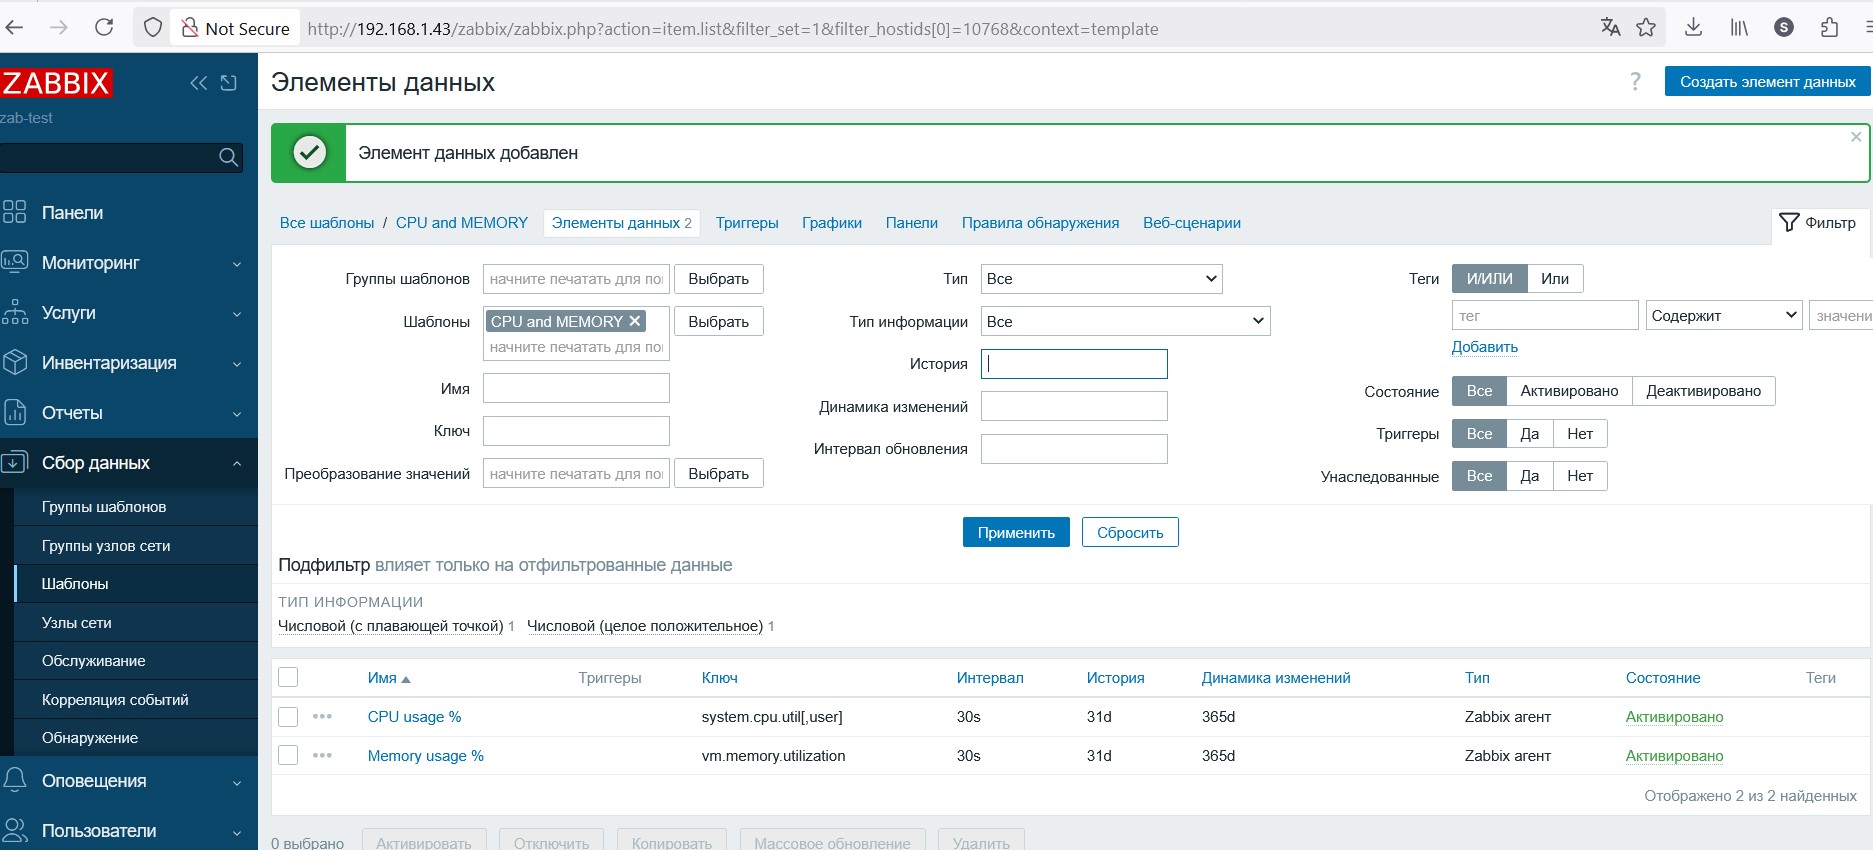 Not Secure
http://192.168.1.43/zabbix/zabbix.php?action=item.list&filter_set=1&filter_hostids[0]=10768&context=template
S
ZABBIX
zab-test
Панели
Мониторинг
Услуги
Инвентаризация
Отчеты
Сбор данных
Группы шаблонов
Группы узлов сети
Шаблоны
Узлы сети
Обслуживание
Корреляция событий
Обнаружение
Оповещения
Пользователи
Элементы данных
? Создать элемент данных
Элемент данных добавлен
Все шаблоны / CPU and MEMORY Элементы данных 2 Триггеры Графики Панели Правила обнаружения Веб-сценарии
Фильтр
Группы шаблонов начните печатать для пои Выбрать
Шаблоны CPU and MEMORY Выбрать
начните печатать для пои
Имя
Ключ
Преобразование значений начните печатать для пои Выбрать
Тип Все
Тип информации Все
История
Динамика изменений
Интервал обновления
Теги И/ИЛИ Или
тег Содержит значени
Добавить
Состояние Все Активировано Деактивировано
Триггеры Все Да Нет
Унаследованные Все Да Нет
Применить Сбросить
Подфильтр влияет только на отфильтрованные данные
ТИП ИНФОРМАЦИИ
Числовой (с плавающей точкой) 1 Числовой (целое положительное) 1
Имя Триггеры Ключ Интервал История Динамика изменений Тип Состояние Теги
CPU usage % system.cpu.util[,user] 30s 31d 365d Zabbix агент Активировано
Memory usage % vm.memory.utilization 30s 31d 365d Zabbix агент Активировано
Отображено 2 из 2 найденных
0 выбрано Активировать Отключить Копировать Массовое обновление Удалить